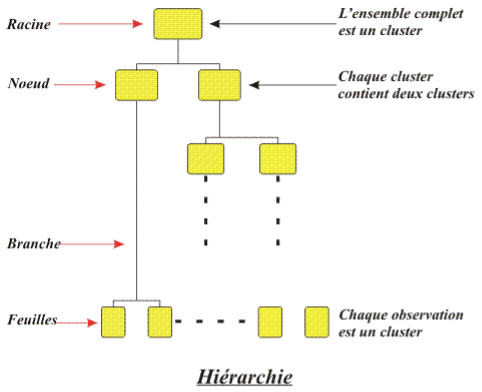 Racine
L'ensemble complet
est un cluster
Noeud
Chaque cluster
contient deux clusters
Branche
Feuilles
Chaque observation
est un cluster
Hiérarchie